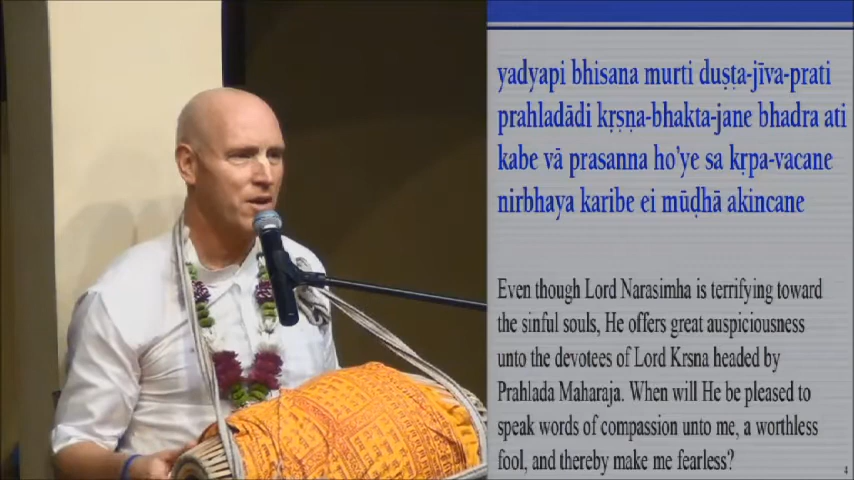 yadyapi bhisana murti duṣṭa-jīva-prati
prahladādi kṛṣṇa-bhakta-jane bhadra ati
kabe vā prasanna ho'ye sa kṛpa-vacane
nirbhaya karibe ei mūḍhā akincane
Even though Lord Narasimha is terrifying toward
the sinful souls, He offers great auspiciousness
unto the devotees of Lord Krsna headed by
Prahlada Maharaja. When will He be pleased to
speak words of compassion unto me, a worthless
fool, and thereby make me fearless?
4